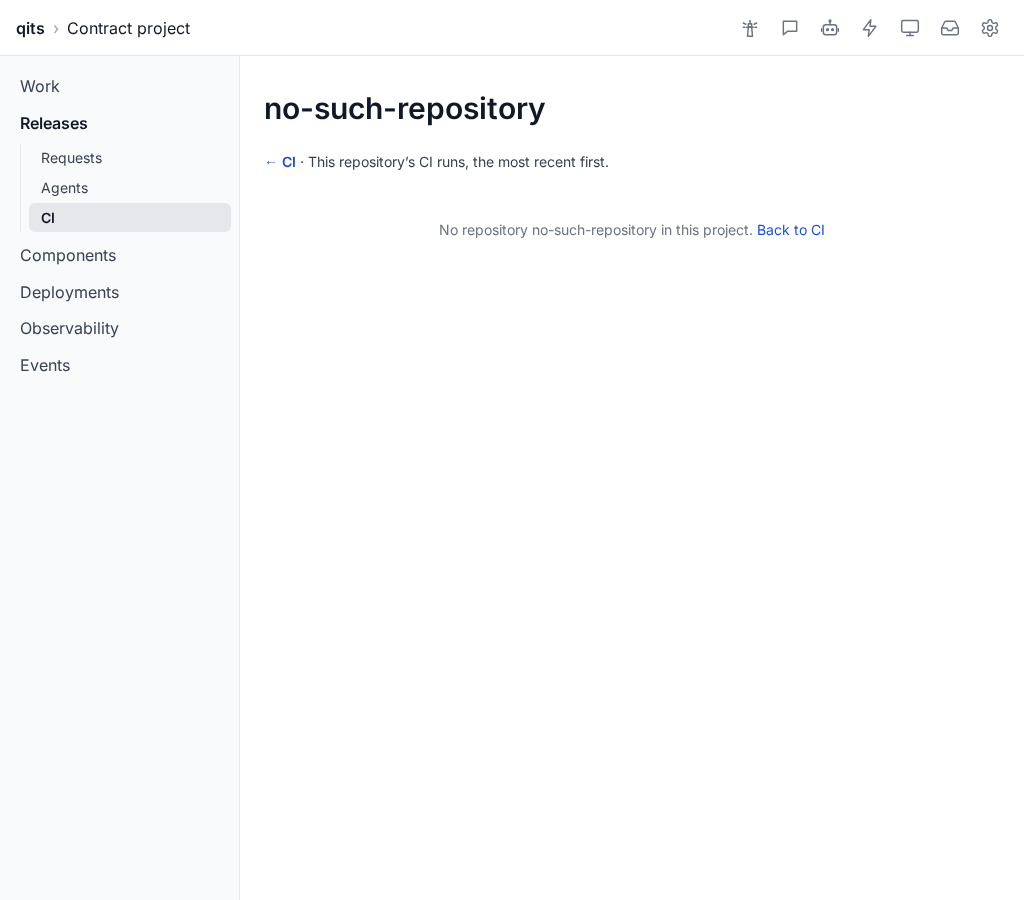 qits › Contract project
Work
Releases
Requests
Agents
CI
Components
Deployments
Observability
Events
no-such-repository
← CI · This repository’s CI runs, the most recent first.
No repository no-such-repository in this project. Back to CI